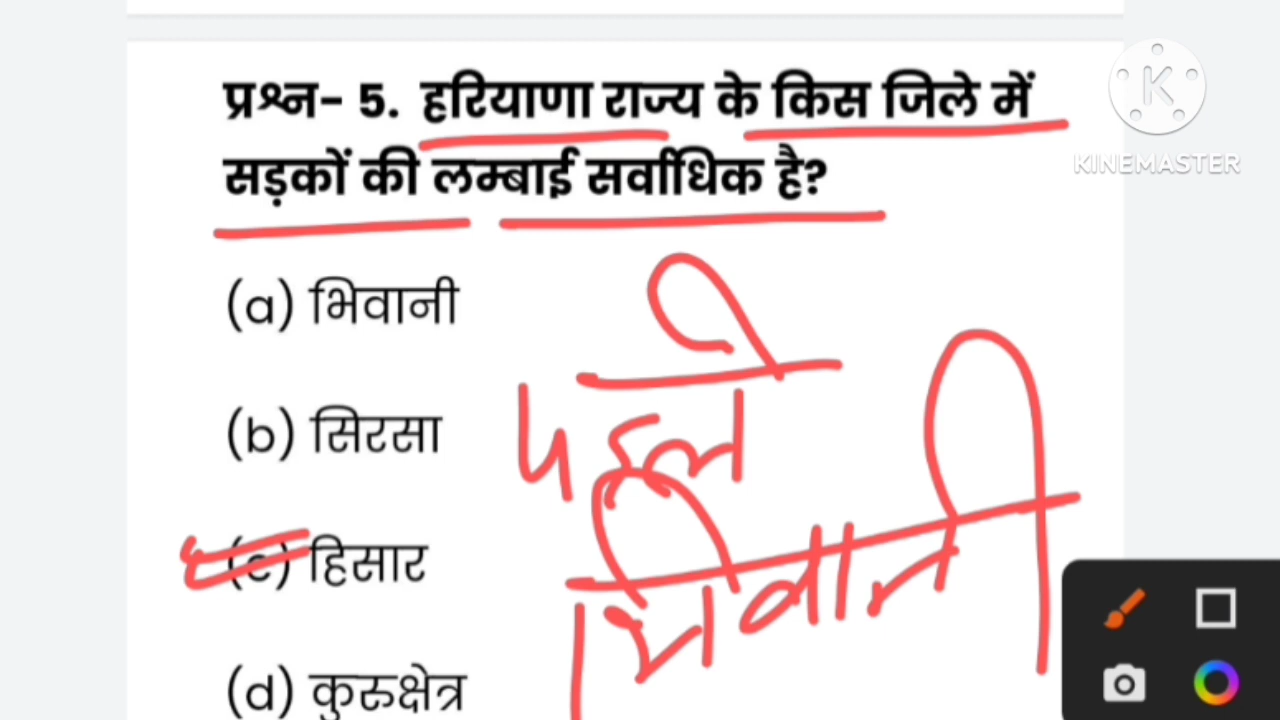 प्रश्न- 5. हरियाणा राज्य के किस जिले में
सड़कों की लम्बाई सर्वाधिक है?
(a) भिवानी
(b) सिरसा
(c) हिसार
(d) कुरुक्षेत्र
पहले
भिवानी
KINEMASTER